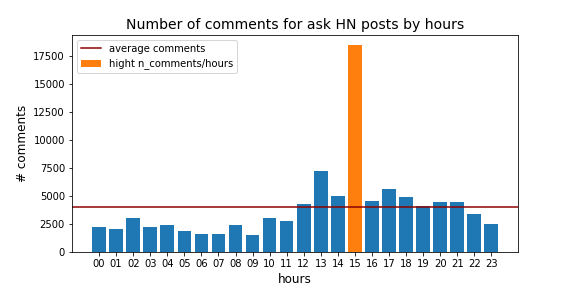 Number of comments for ask HN posts by hours
average comments
hight n_comments/hours
17500
15000
12500
10000
7500
5000
2500
0
# comments
00 01 02 03 04 05 06 07 08 09 10 11 12 13 14 15 16 17 18 19 20 21 22 23
hours